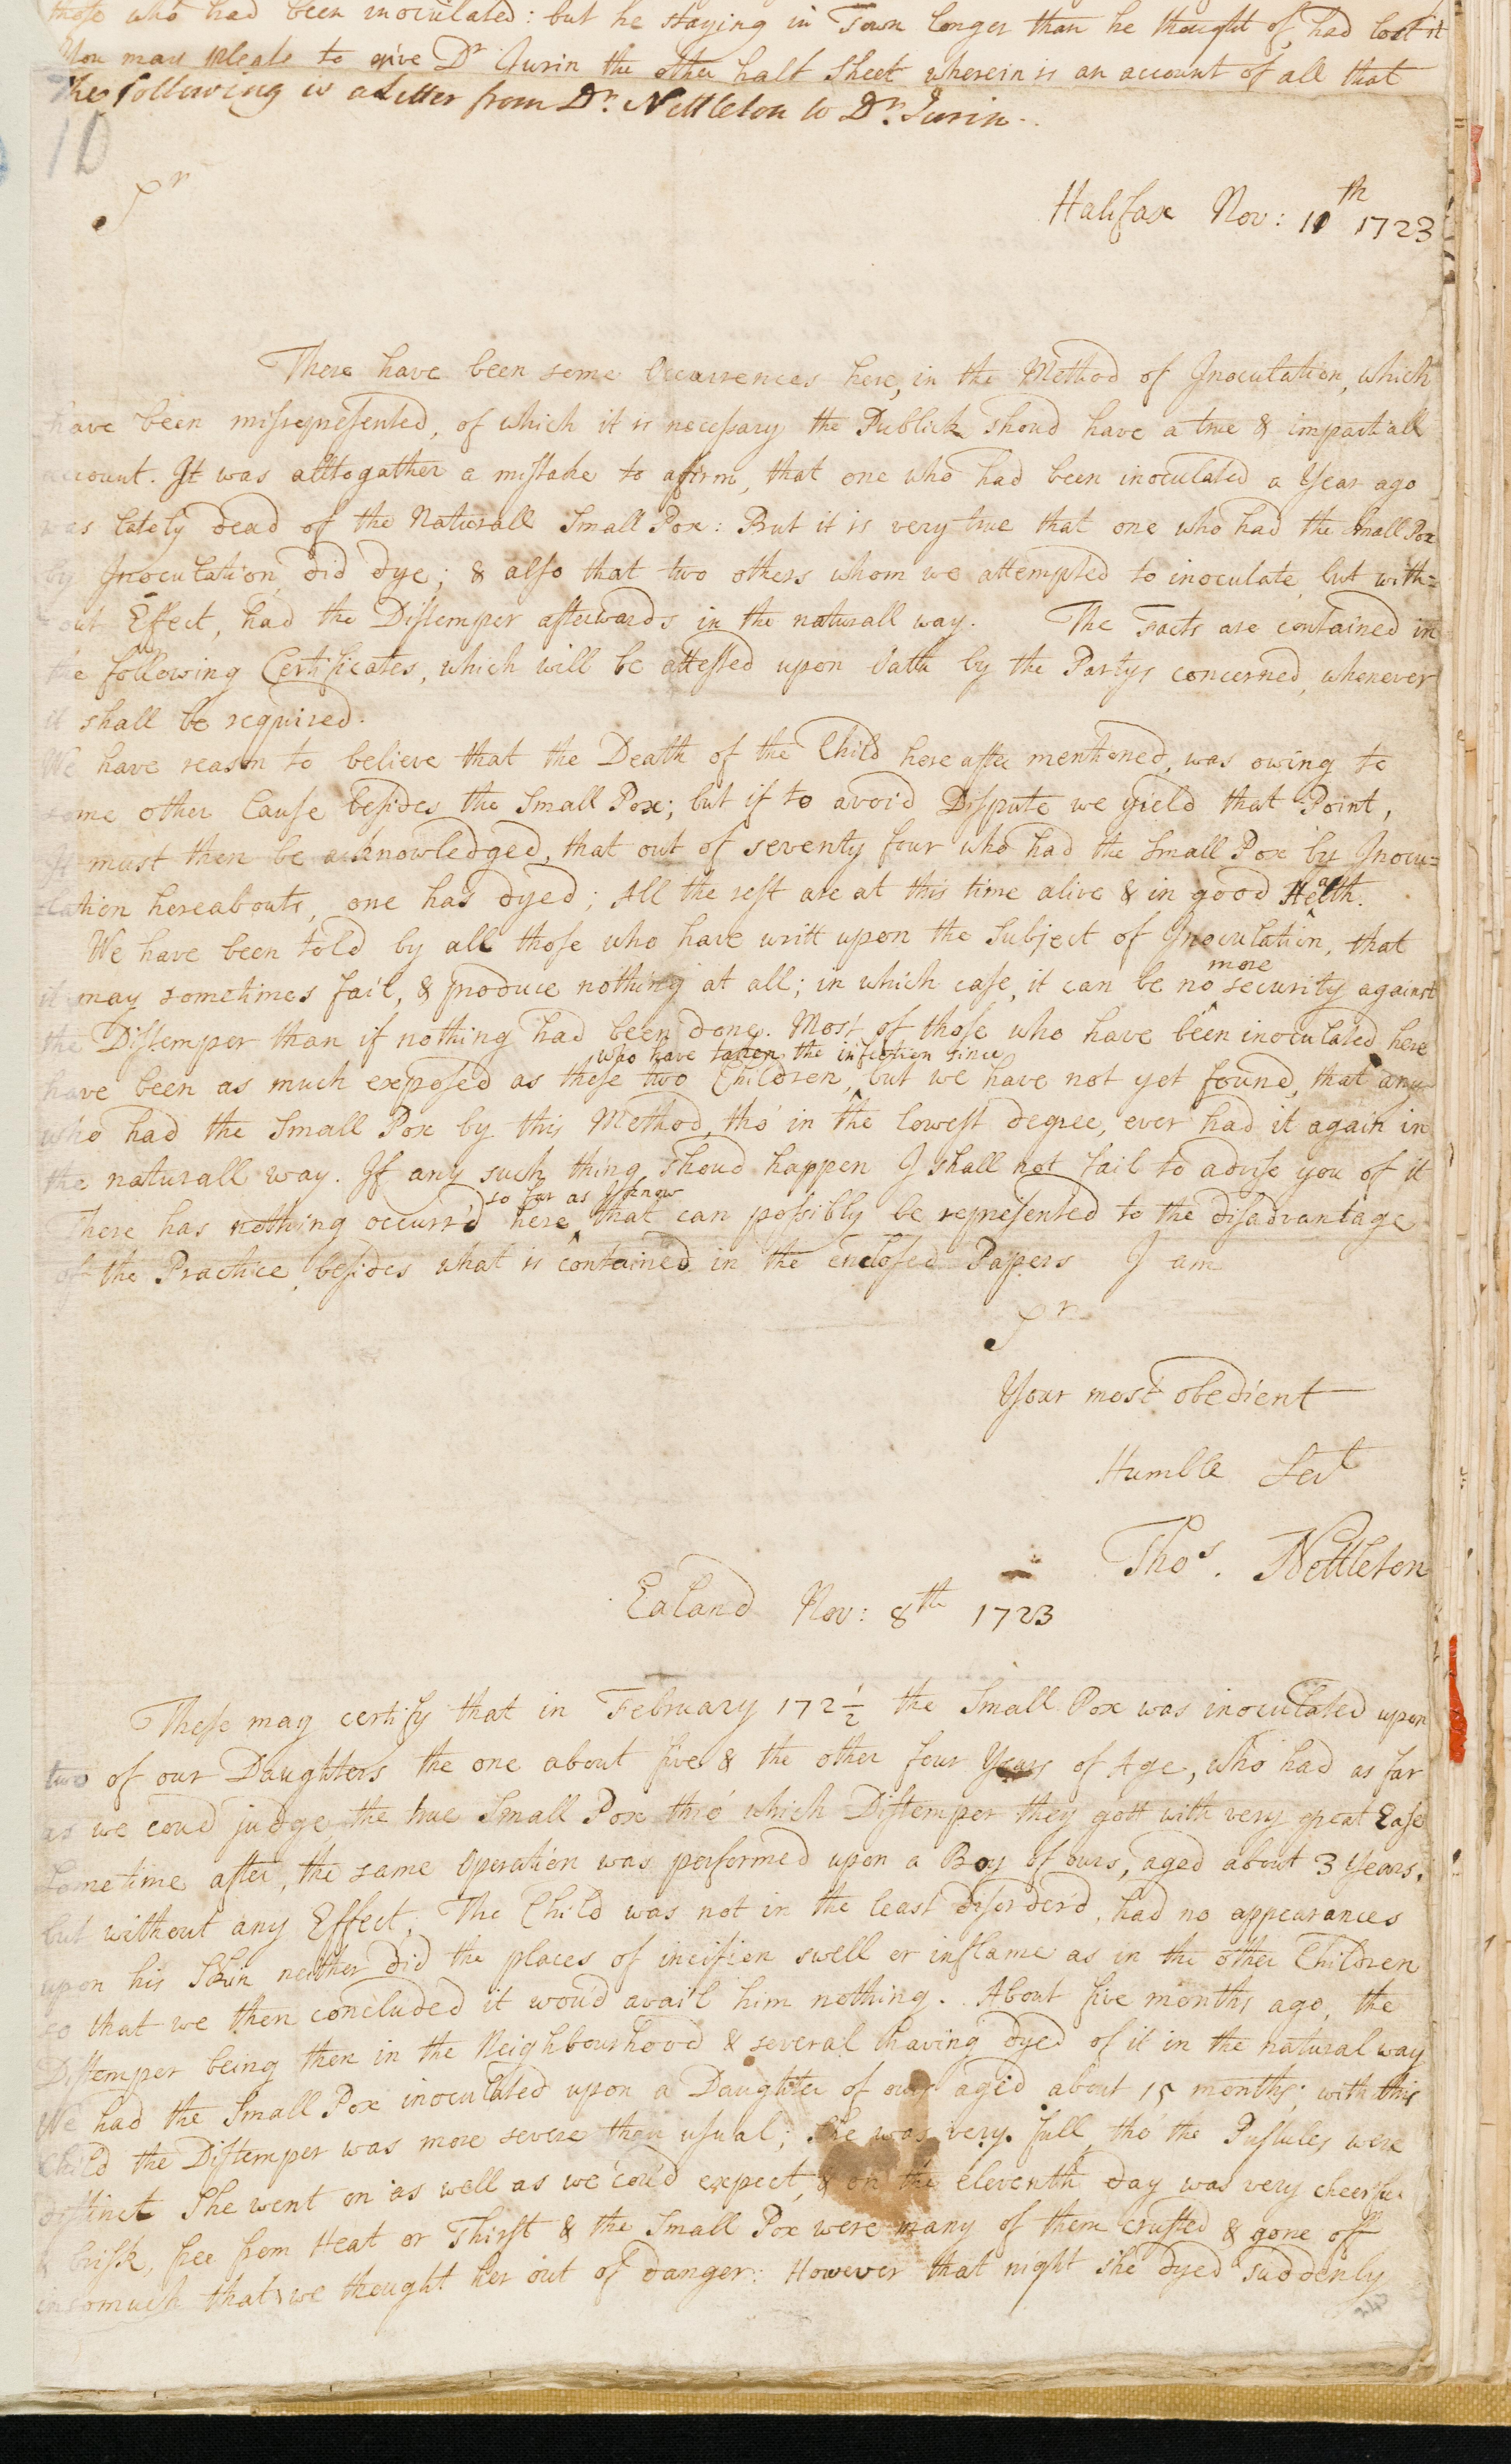 those who had been inoculated: but he staying in Town longer than he thought of, had lost it
You may please to give Dr Jurin the other half sheet wherein is an account of all that
The following is a Letter from Dr. Nettleton to Dr. Jurin.
10
Sr
Halifax Nov: 11th 1723
There have been some Occurrences here, in the Method of Inoculation, which
have been misrepresented, of which it is necessary the Publick shoud have a true & impartiall
account. It was alltogather a mistake to afirm, that one who had been inoculated a Year ago
was lately dead of the Naturall Small Pox: But it is very true that one who had the Small Pox
by Inoculation did dye; & also that two others whom we attempted to inoculate, but with=
=out Effect, had the Distemper afterwards in the naturall way. The Facts are contained in
the following Certificates, which will be attested upon Oath by the Partys concerned, whenever
it shall be required.
We have reason to believe that the Death of the Child here after mentioned, was owing to
some other Cause besides the Small Pox; but if to avoid Dispute we yield that Point,
It must then be acknowledged, that out of seventy four who had the Small Pox by Inocu=
=lation hereabouts, one has dyed; All the rest are at this time alive & in good Health.
We have been told by all those who have writt upon the Subject of Inoculation, that
more
it may sometimes fail, & produce nothing at all; in which case, it can be no ^ security against
the Distemper than if nothing had been done. Most of those who have been inoculated here
who have taken the infection since
have been as much exposed as these two Children, ^ but we have not yet found, that any
who had the Small Pox by this Method, tho' in the lowest degree, ever had it again in
the naturall way. If any such thing shoud happen I shall not fail to advise you of it
so far as I know
There has nothing occurr'd here ^ that can possibly be represented to the disadvantage
of the Practice, besides what is contained in the enclosed Papers I am
Sr
Your most obedient
Humble Servt
Thos. Nettleton
Ealand Nov: 8th 1723
These may certify that in February 172 1/2 the Small Pox was inoculated upon
two of our Daughters the one about five & the other four Years of Age, who had as far
as we coud judge the true Small Pox thro' which Distemper they gott with very great Ease
Sometime after, the same Operation was performed upon a Boy of ours, aged about 3 Years,
but without any Effect. The Child was not in the least disorder'd, had no appearances
upon his Skin neither did the places of incision swell or inflame as in the other Children
so that we then concluded it woud avail him nothing. About five months ago, the
Distemper being then in the Neighbourhood & several having dyed of it in the natural way
We had the Small Pox inoculated upon a Daughter of ours aged about 15 months; with this
Child the Distemper was more severe than usual; She was very full, tho' the Pustules were
distinct She went on as well as we coud expect, & on the eleventh day was very cheerful
& brisk, free from Heat or Thirst & the Small Pox were many of them crusted & gone off
insomuch that we thought her out of danger: However that night she dyed suddenly